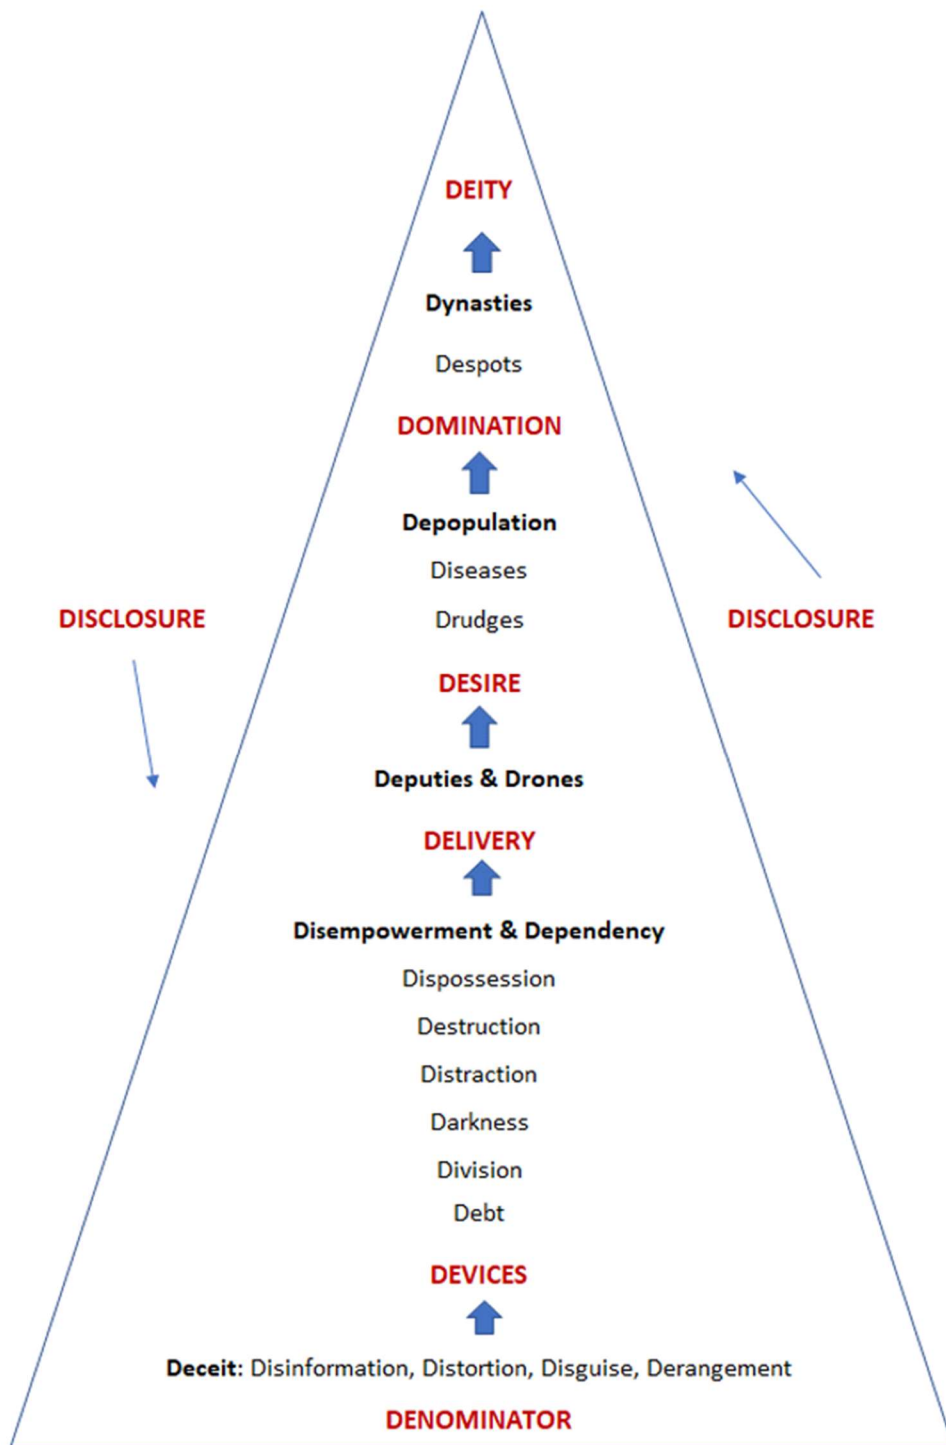 DEITY
Dynasties
Despots
DOMINATION
Depopulation
Diseases
DISCLOSURE
Drudges
DISCLOSURE
DESIRE
Deputies & Drones
DELIVERY
Disempowerment & Dependency
Dispossession
Destruction
Distraction
Darkness
Division
Debt
DEVICES
Deceit: Disinformation, Distortion, Disguise, Derangement
DENOMINATOR